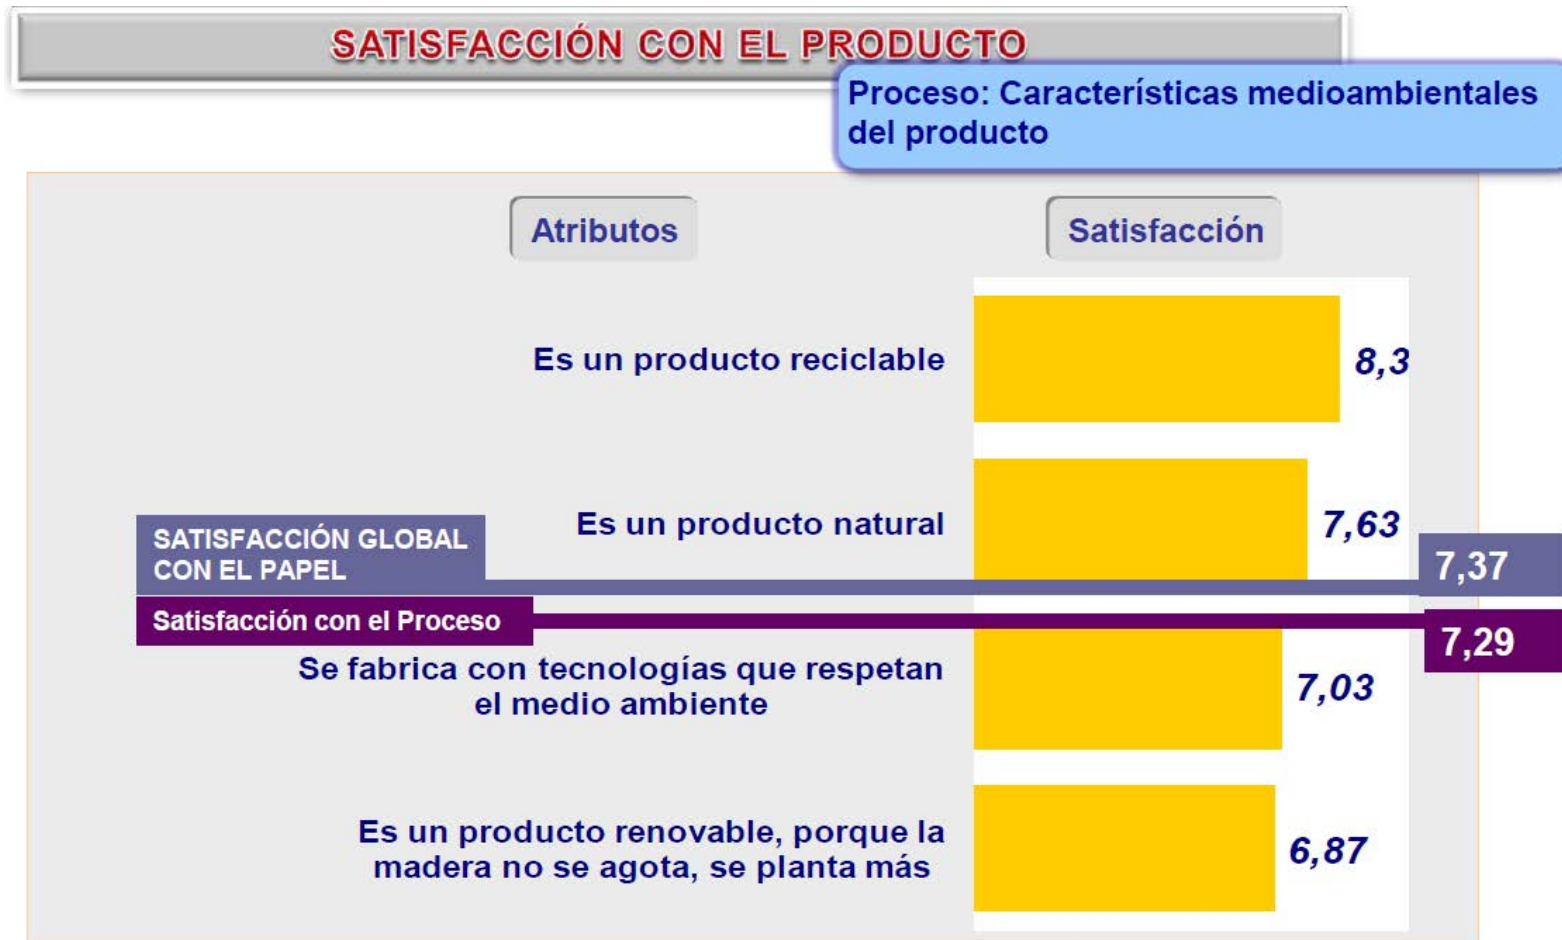 SATISFACCIÓN CON EL PRODUCTO
Proceso: Características medioambientales
del producto
Atributos
Satisfacción
Es un producto reciclable
8,3
Es un producto natural
7,63
SATISFACCIÓN GLOBAL
CON EL PAPEL
7,37
Satisfacción con el Proceso
7,29
Se fabrica con tecnologías que respetan
el medio ambiente
7,03
Es un producto renovable, porque la
madera no se agota, se planta más
6,87